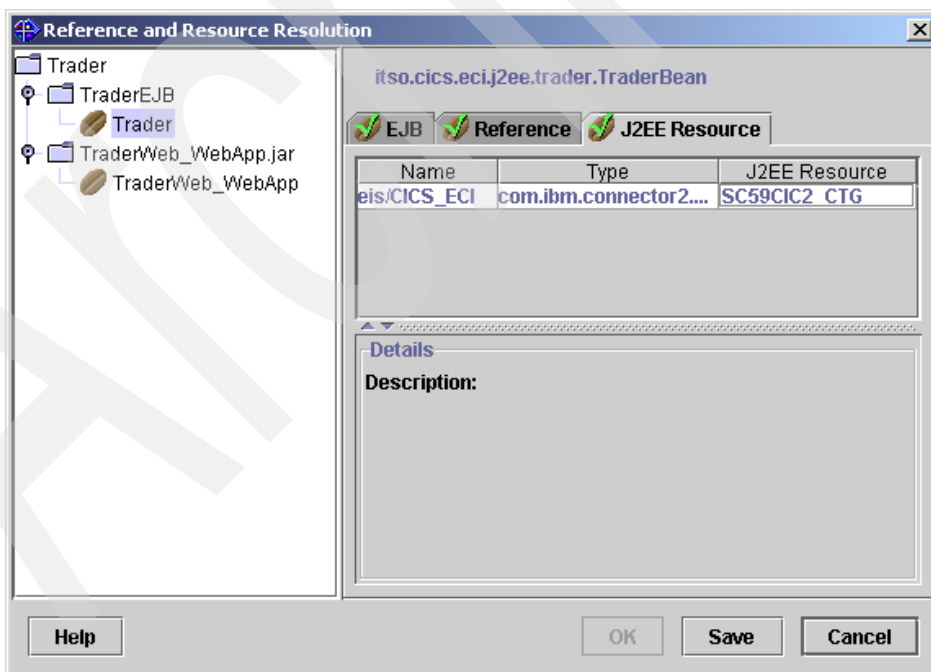 Reference and Resource Resolution
Trader
TraderEJB
Trader
TraderWeb_WebApp.jar
TraderWeb_WebApp
itso.cics.eci.j2ee.trader.TraderBean
EJB Reference J2EE Resource
Name Type J2EE Resource
eis/CICS_ECI com.ibm.connector2.... SC59CIC2_CTG
Details
Description:
Help OK Save Cancel